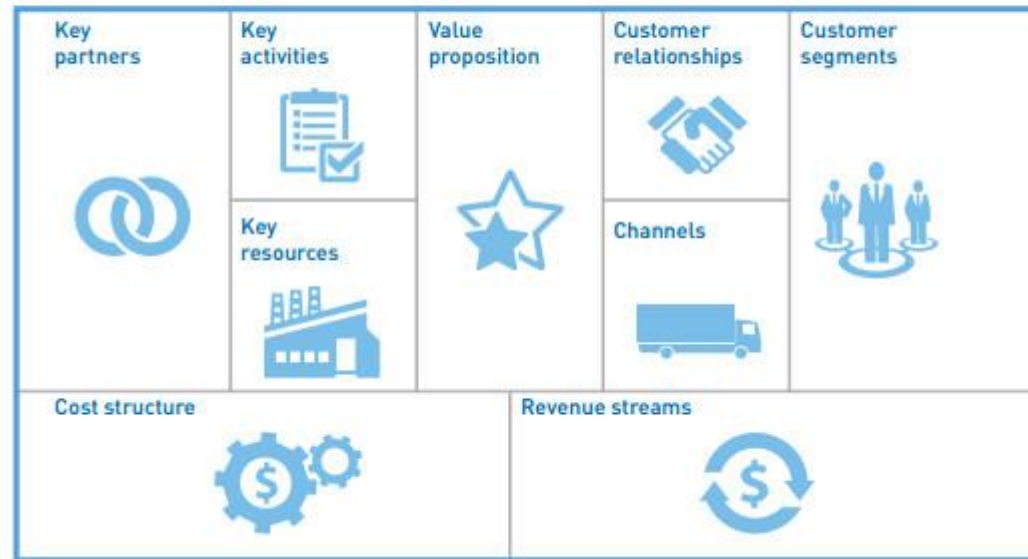 Key
partners
Key
activities
Key
resources
Value
proposition
Customer
relationships
Channels
Customer
segments
Cost structure
$
Revenue streams
$